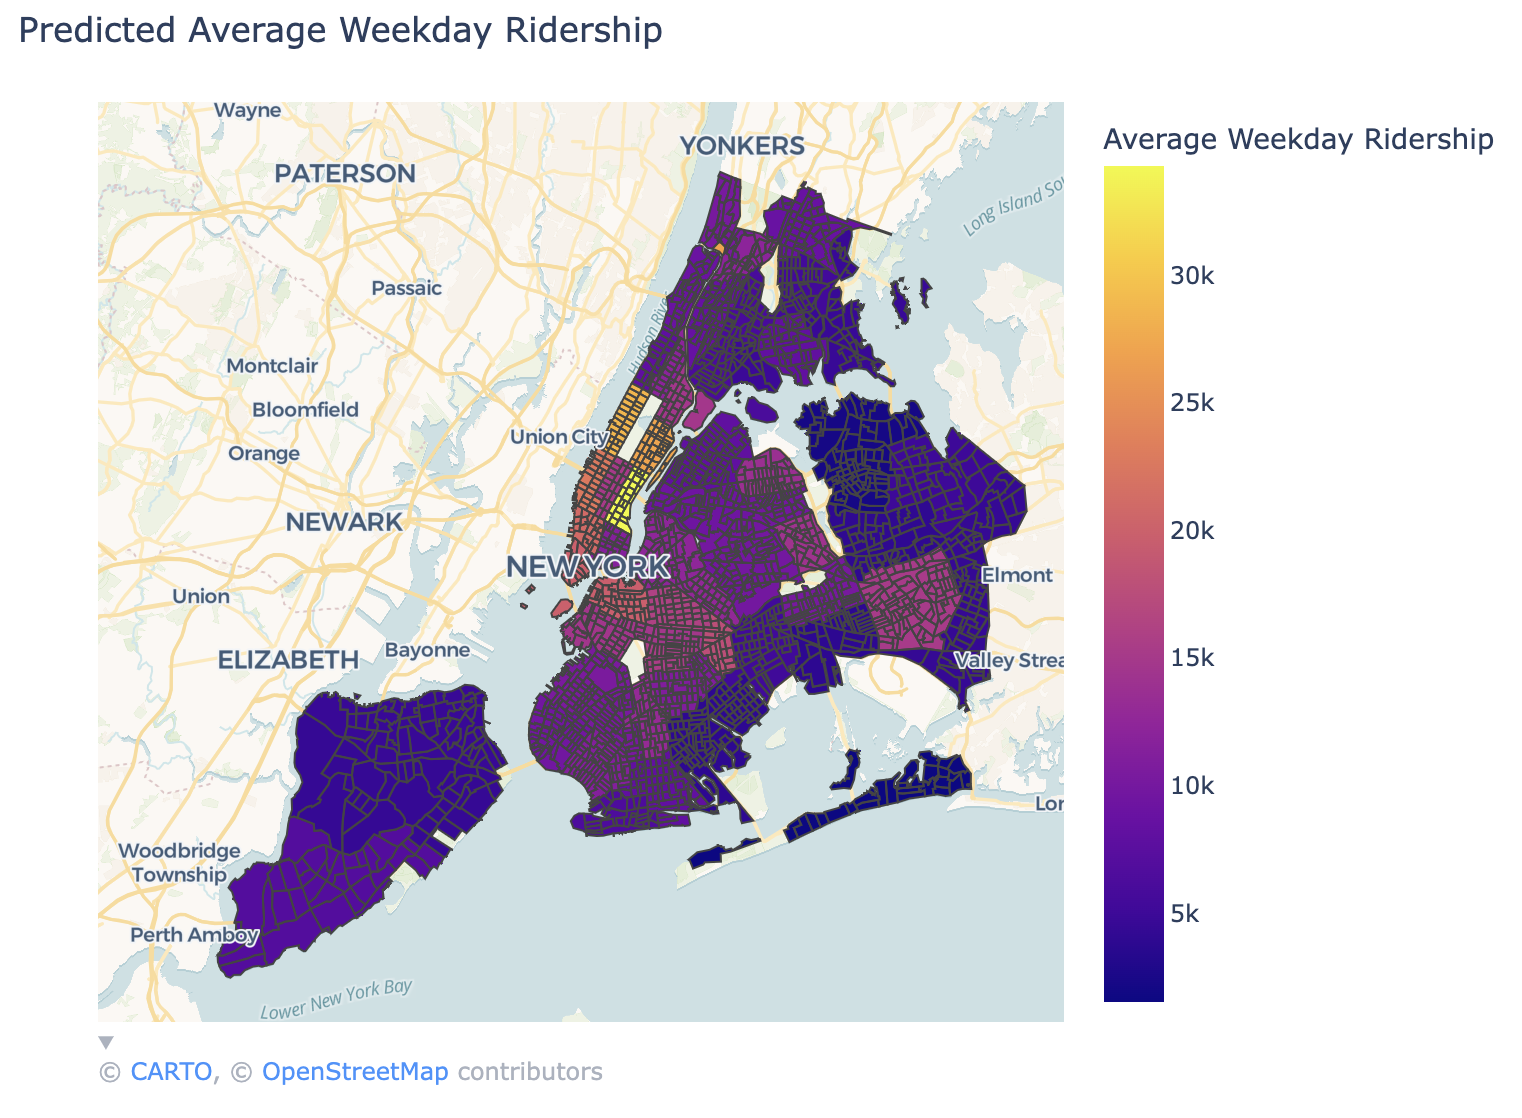 Predicted Average Weekday Ridership
Wayne
YONKERS
PATERSON
Average Weekday Ridership
Long Island Sou
Passaic
30k
Hudson River
Montclair
25k
Bloomfield
Union City
Orange
NEWARK
20k
NEW YORK
Elmont
Union
15k
Bayonne
ELIZABETH
Valley Strea
10k
Lon
Woodbridge
Township
5k
Perth Amboy
Lower New York Bay
© CARTO, © OpenStreetMap contributors